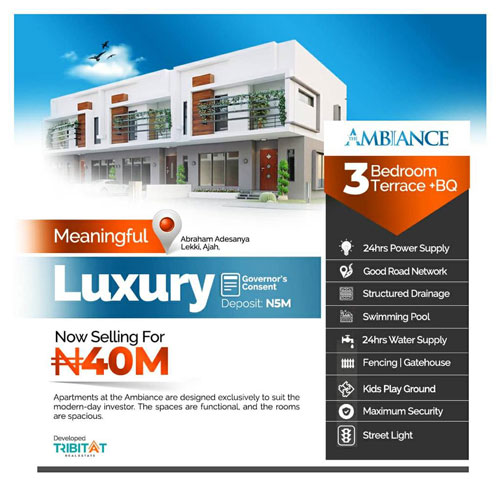 THE AMBIANCE
3 Bedroom
Terrace +BQ
Meaningful
Abraham Adesanya
Lekki, Ajah.
Luxury
Governor's
Consent
Deposit: N5M
Now Selling For
₦40M
Apartments at the Ambiance are designed exclusively to suit the
modern-day investor. The spaces are functional, and the rooms
are spacious.
Developed
TRIBITAT
REAL ESTATE
24hrs Power Supply
Good Road Network
Structured Drainage
Swimming Pool
24hrs Water Supply
Fencing | Gatehouse
Kids Play Ground
Maximum Security
Street Light